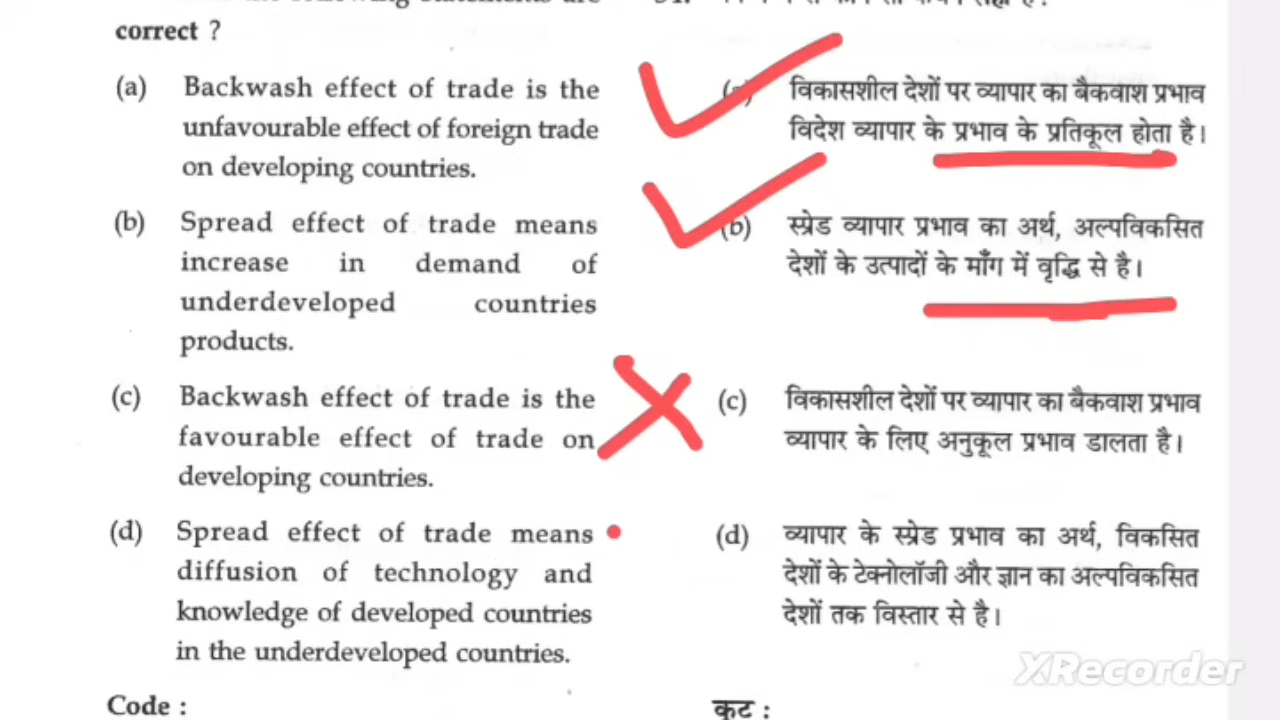 correct ?
(a) Backwash effect of trade is the
unfavourable effect of foreign trade
on developing countries.
(b) Spread effect of trade means
increase in demand of
underdeveloped countries
products.
(c) Backwash effect of trade is the
favourable effect of trade on
developing countries.
(d) Spread effect of trade means
diffusion of technology and
knowledge of developed countries
in the underdeveloped countries.
Code :
विकासशील देशों पर व्यापार का बैकवाश प्रभाव
विदेश व्यापार के प्रभाव के प्रतिकूल होता है।
(b) स्प्रेड व्यापार प्रभाव का अर्थ, अल्पविकसित
देशों के उत्पादों के माँग में वृद्धि से है।
(c) विकासशील देशों पर व्यापार का बैकवाश प्रभाव
व्यापार के लिए अनुकूल प्रभाव डालता है।
(d) व्यापार के स्प्रेड प्रभाव का अर्थ, विकसित
देशों के टेक्नोलॉजी और ज्ञान का अल्पविकसित
देशों तक विस्तार से है।
कूट :
XRecorder